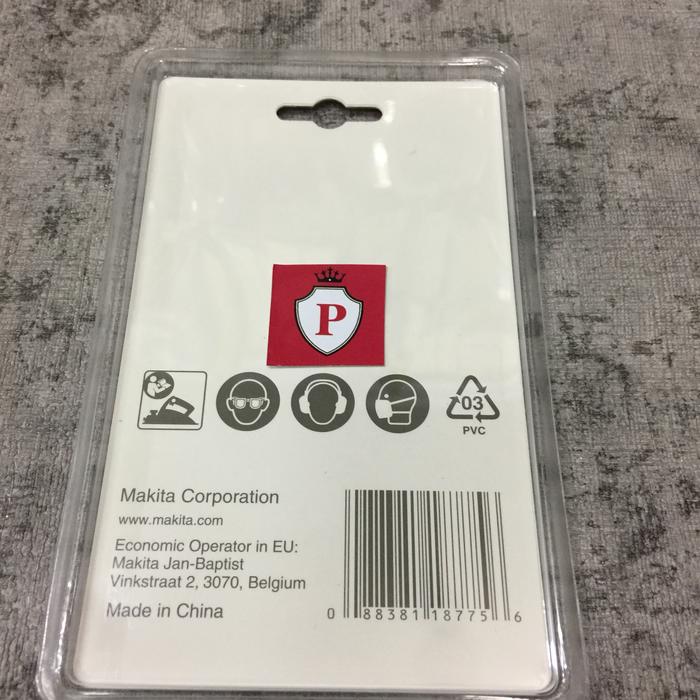 P
03
PVC
Makita Corporation
www.makita.com
Economic Operator in EU:
Makita Jan-Baptist
Vinkstraat 2, 3070, Belgium
Made in China
0 88381 18775 6